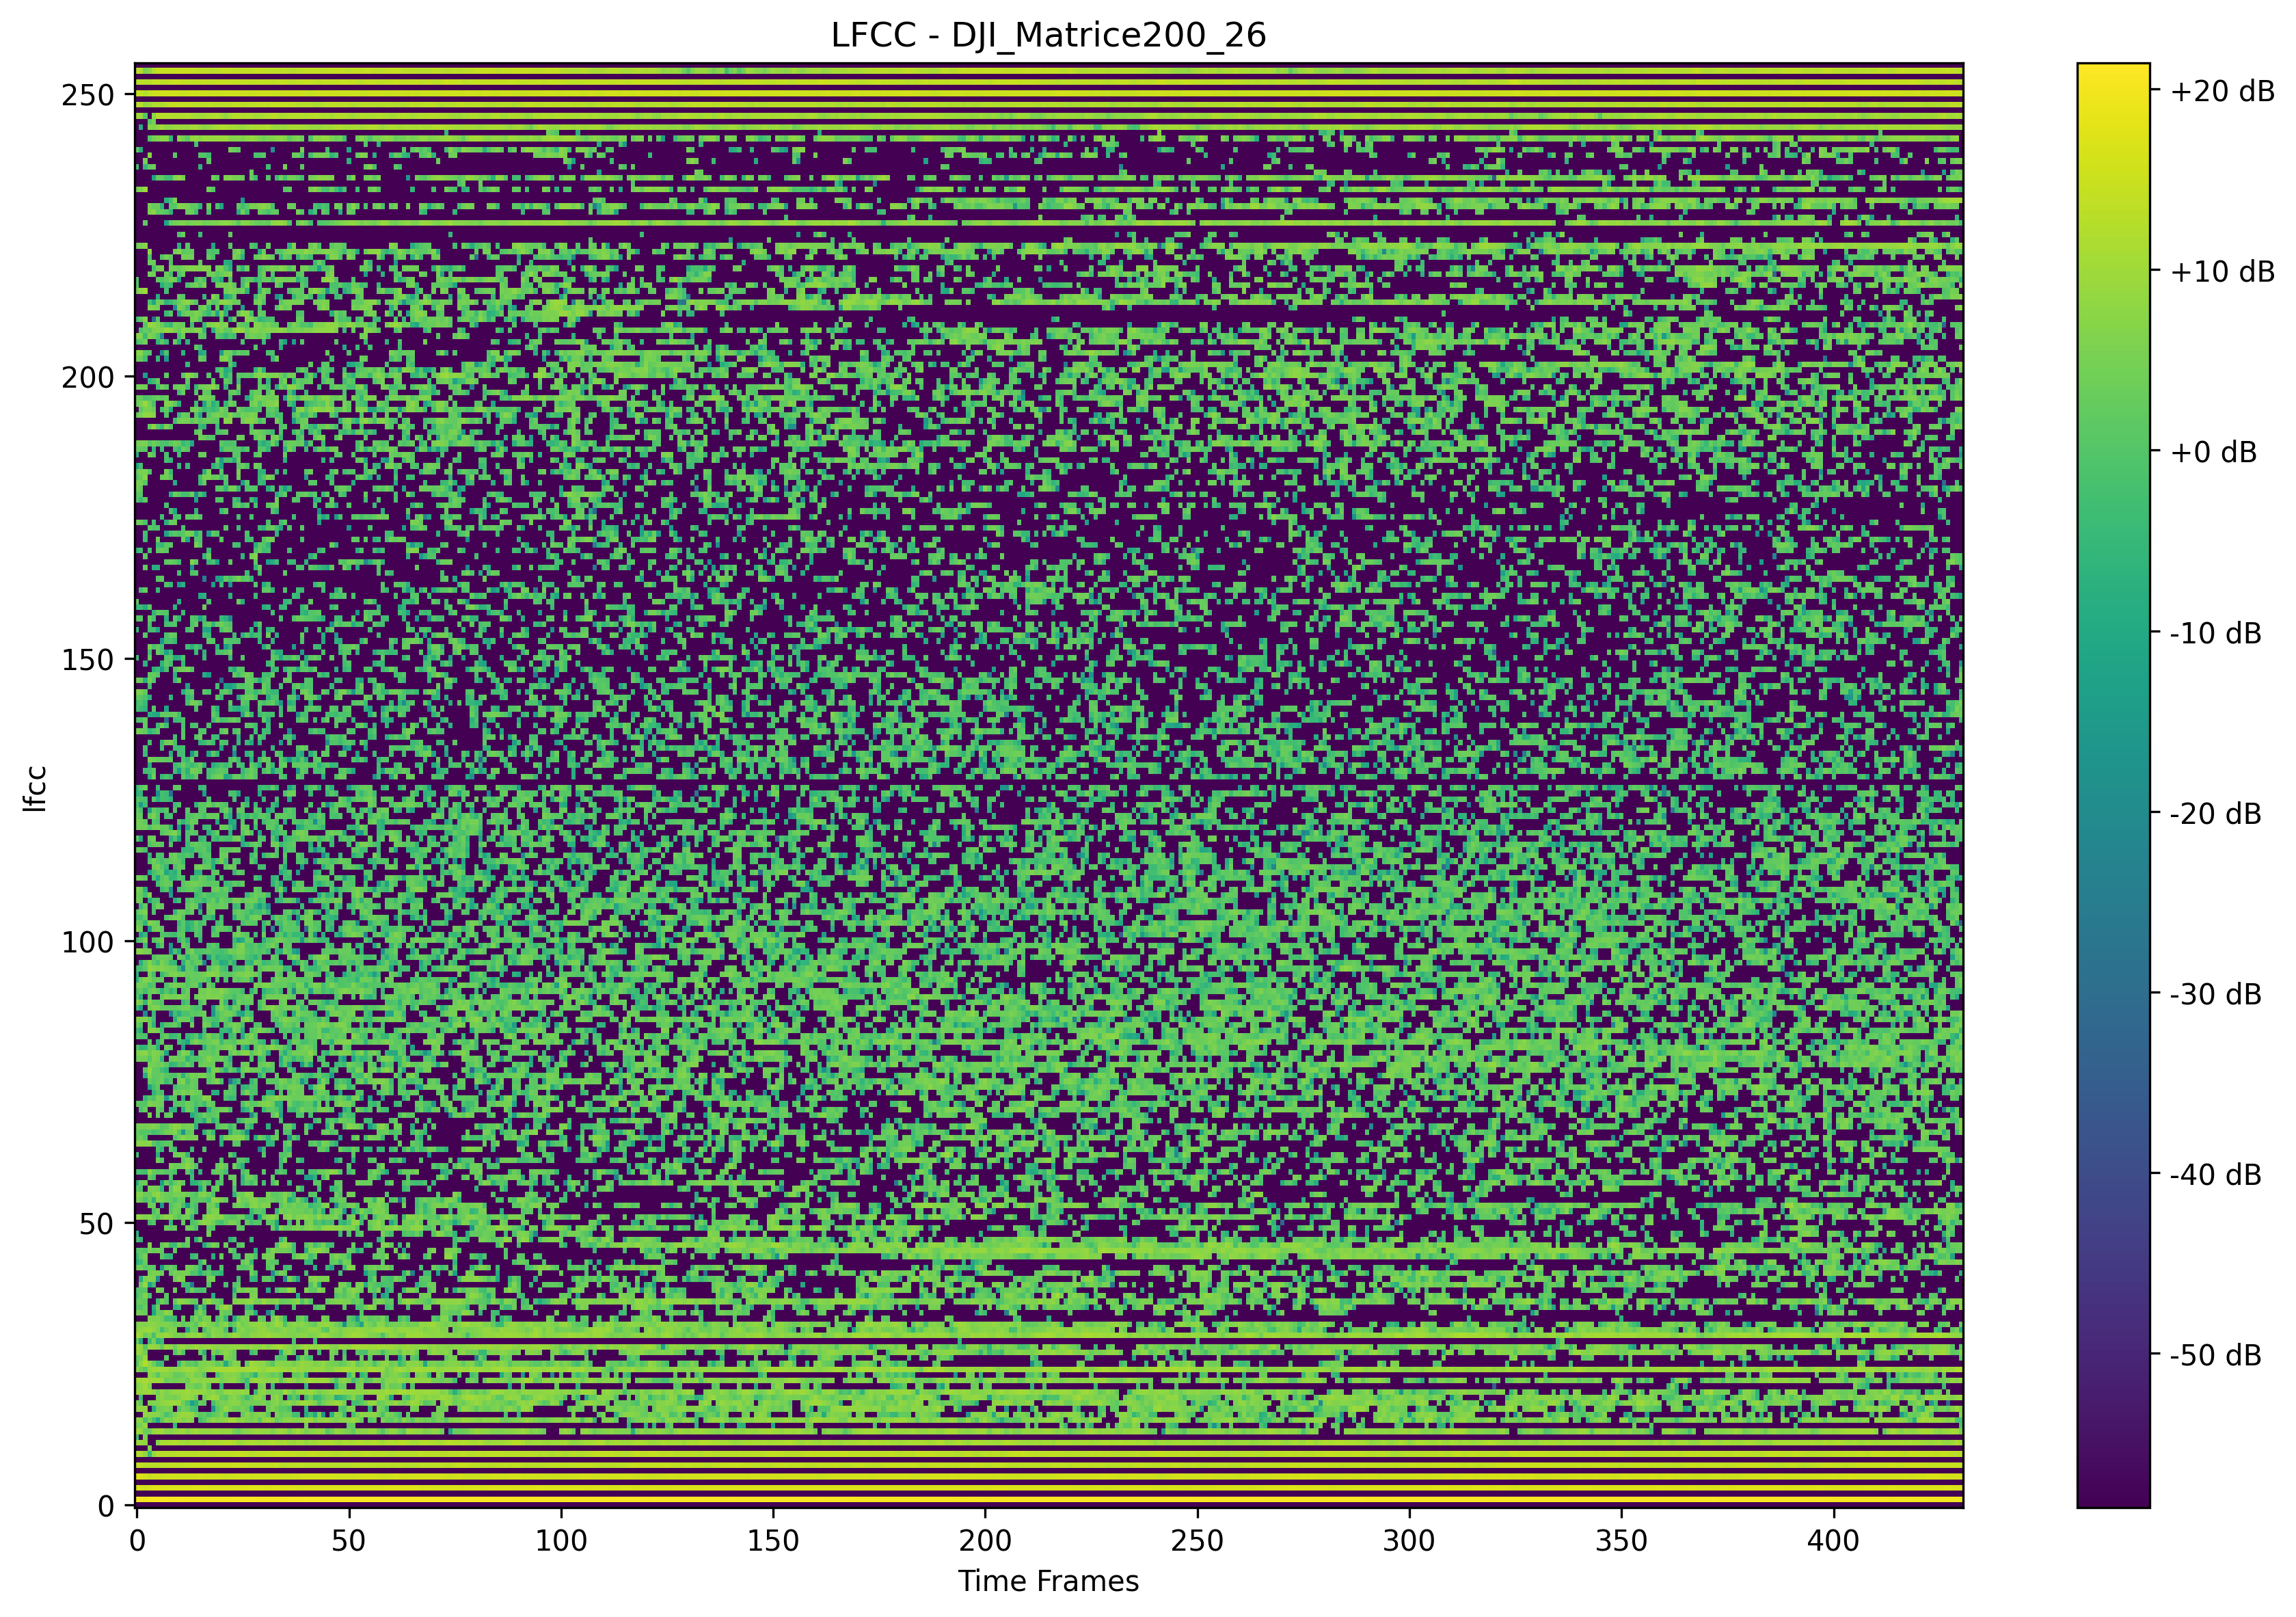 LFCC - DJI_Matrice200_26
250
200
150
100
50
0
lfcc
0 50 100 150 200 250 300 350 400
Time Frames
+20 dB
+10 dB
+0 dB
-10 dB
-20 dB
-30 dB
-40 dB
-50 dB